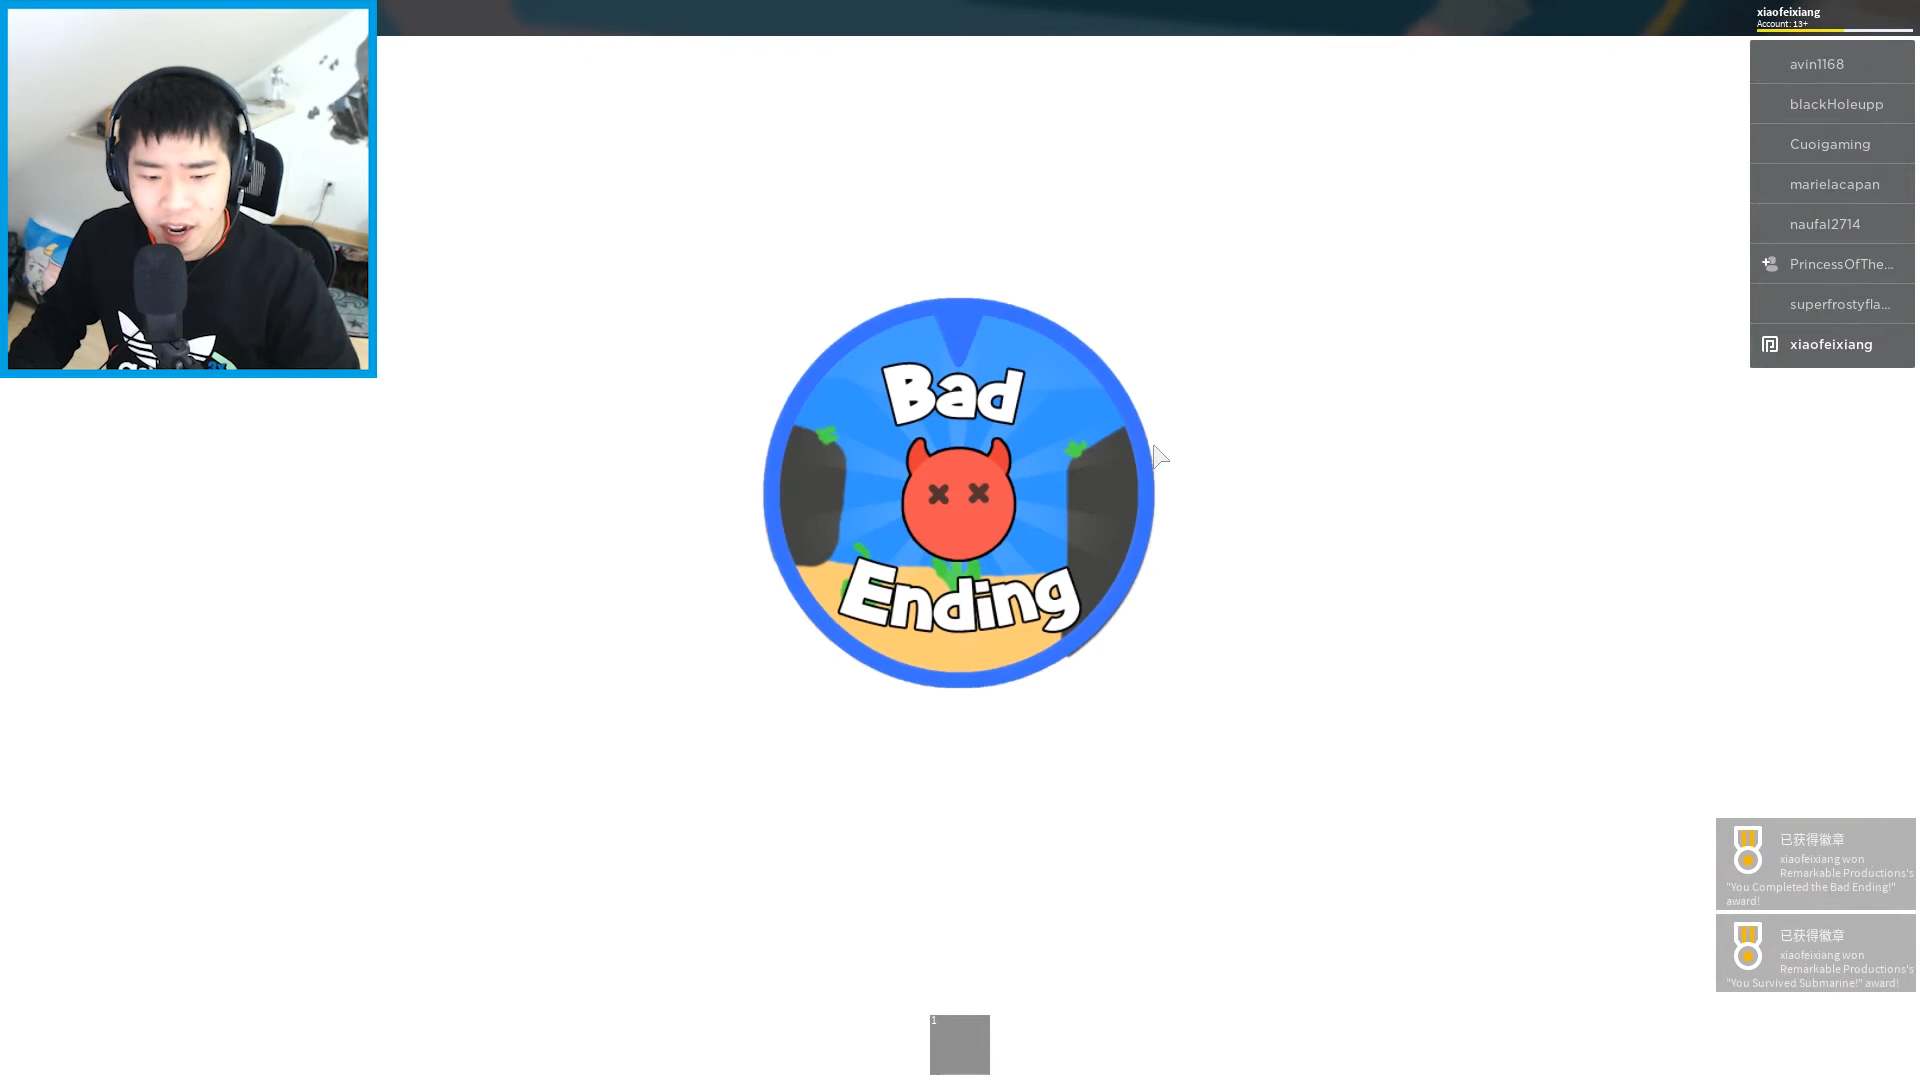 xiaofeixiang
Account: 13+
avin1168
blackHoleupp
Cuoigaming
marielacapan
naufal2714
PrincessOfThe...
superfrostyfla...
xiaofeixiang
Bad
Ending
已获得徽章
xiaofeixiang won
Remarkable Productions's
"You Completed the Bad Ending!"
award!
已获得徽章
xiaofeixiang won
Remarkable Productions's
"You Survived Submarine!" award!
1